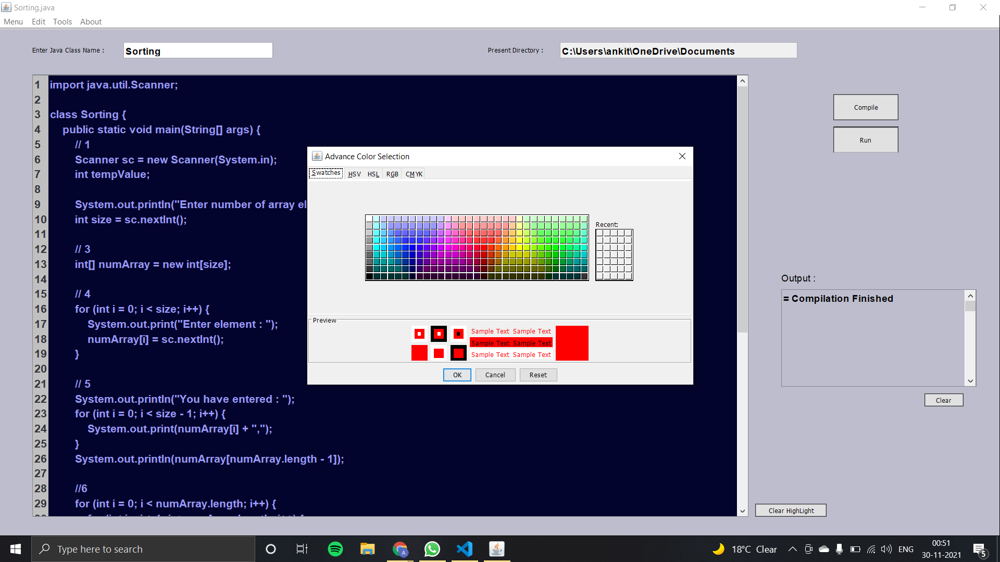 Sorting.java
Menu Edit Tools About
Enter Java Class Name : Sorting Present Directory : C:\Users\ankit\OneDrive\Documents
1 import java.util.Scanner;
2
3 class Sorting {
4 public static void main(String[] args) {
5 // 1
6 Scanner sc = new Scanner(System.in);
7 int tempValue;
8
9 System.out.println("Enter number of array el
10 int size = sc.nextInt();
11
12 // 3
13 int[] numArray = new int[size];
14
15 // 4
16 for (int i = 0; i < size; i++) {
17 System.out.print("Enter element : ");
18 numArray[i] = sc.nextInt();
19 }
20
21 // 5
22 System.out.println("You have entered : ");
23 for (int i = 0; i < size - 1; i++) {
24 System.out.print(numArray[i] + ",");
25 }
26 System.out.println(numArray[numArray.length - 1]);
27
28 //6
29 for (int i = 0; i < numArray.length; i++) {
Compile
Run
Advance Color Selection
Swatches HSV HSL RGB CMYK
Recent:
Preview
Sample Text Sample Text
Sample Text Sample Text
Sample Text Sample Text
OK Cancel Reset
Output :
= Compilation Finished
Clear
Clear HighLight
Type here to search
A
18°C Clear
ENG
00:51
30-11-2021
5